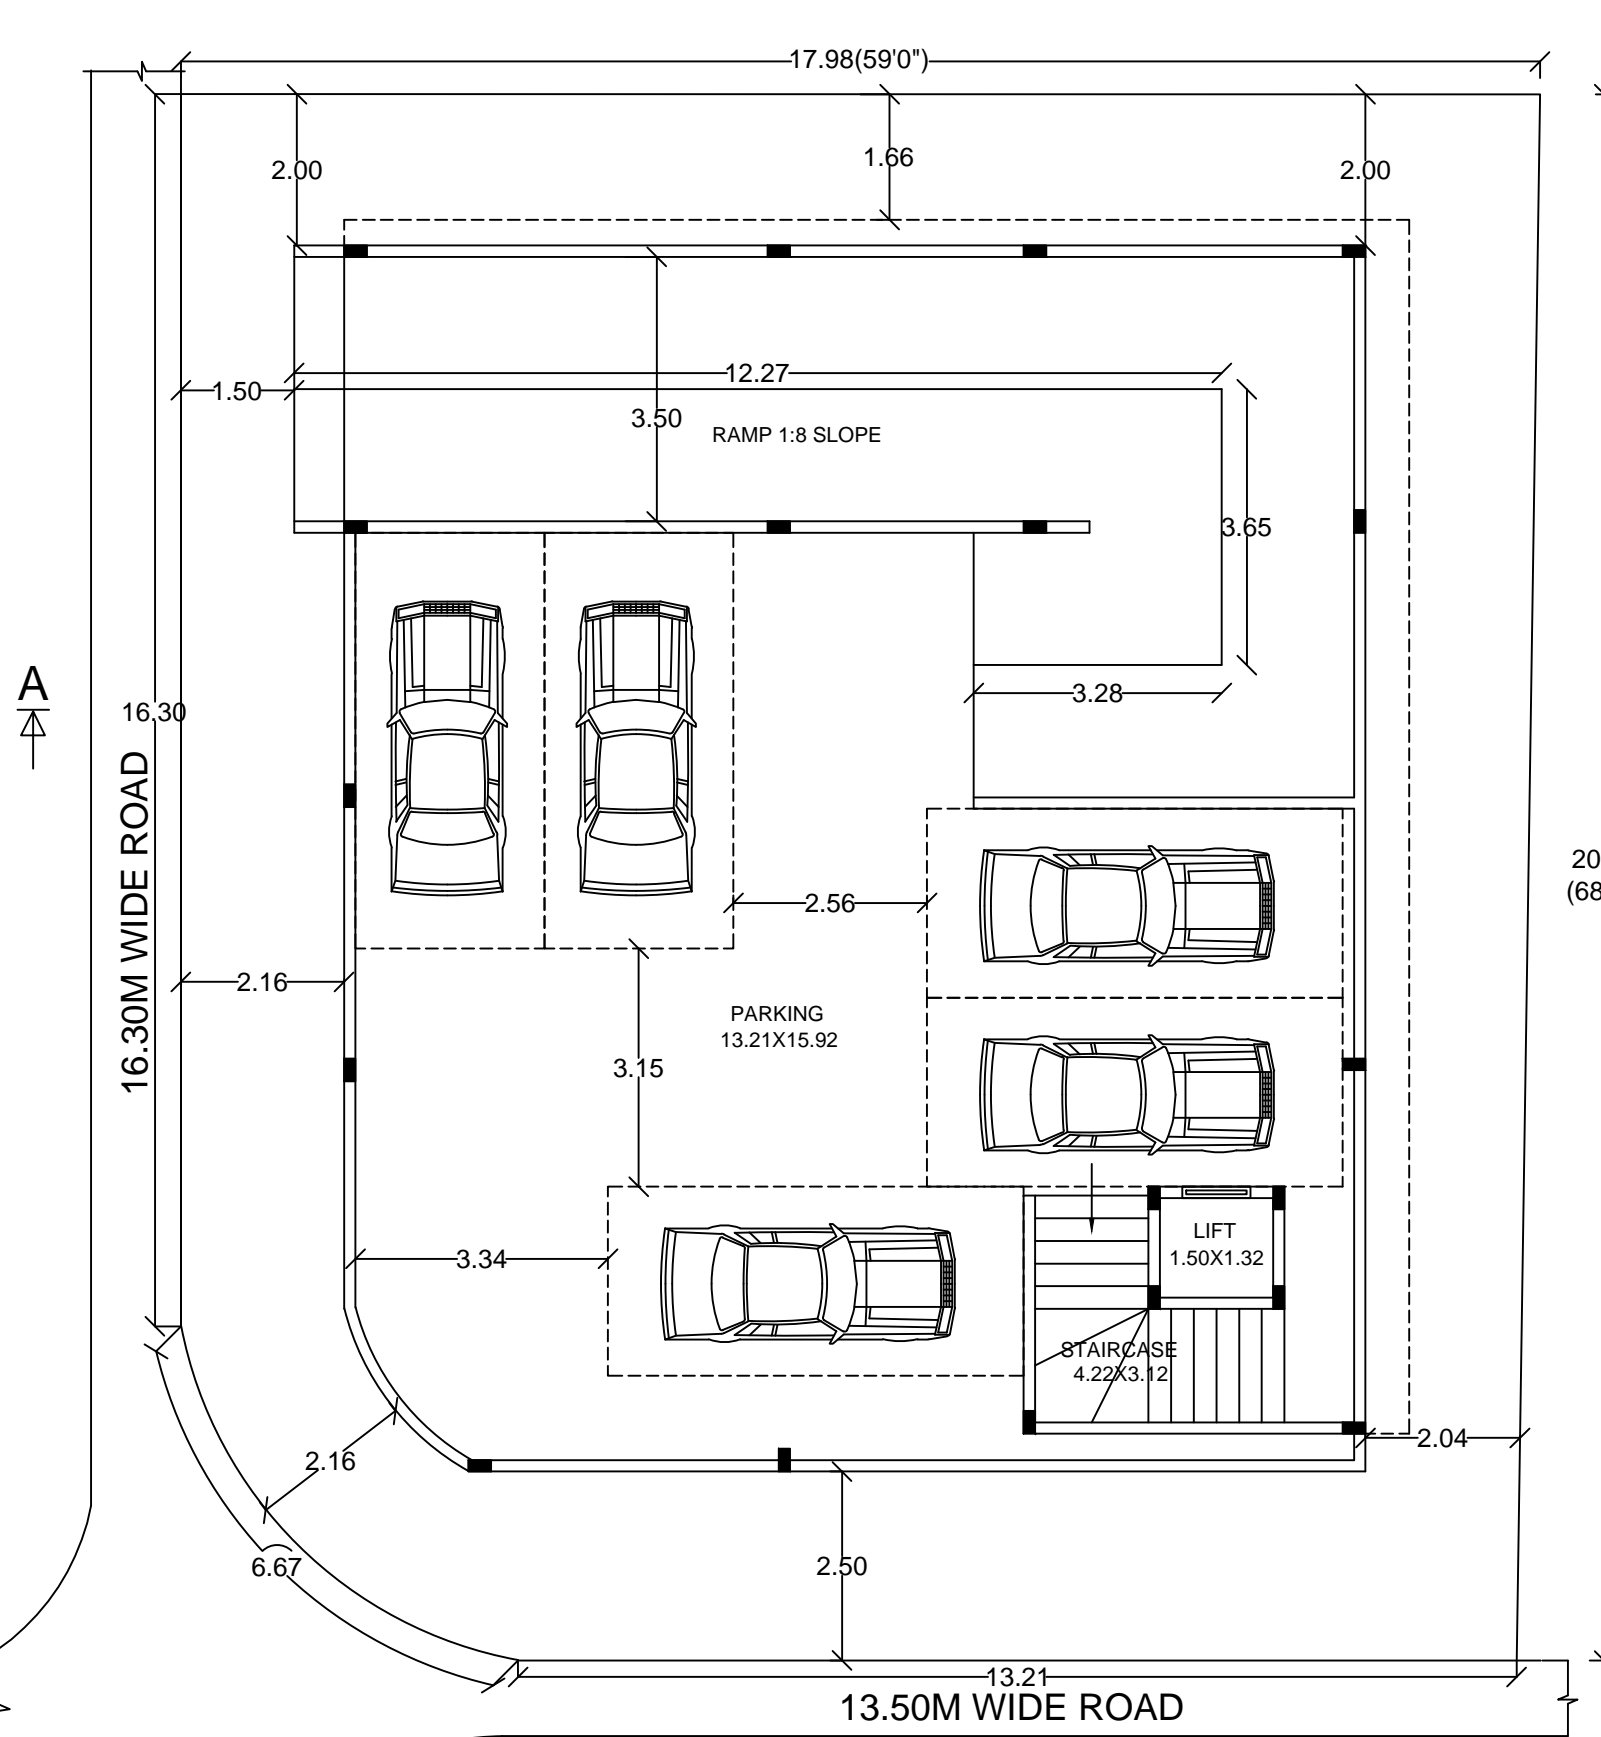 17.98(59'0")
2.00
1.66
2.00
12.27
1.50
3.50
RAMP 1:8 SLOPE
3.65
A
3.28
16.30
16.30M WIDE ROAD
20
(68
2.56
2.16
PARKING
13.21X15.92
3.15
LIFT
1.50X1.32
3.34
STAIRCASE
4.22X3.12
2.04
2.16
6.67
2.50
13.21
13.50M WIDE ROAD